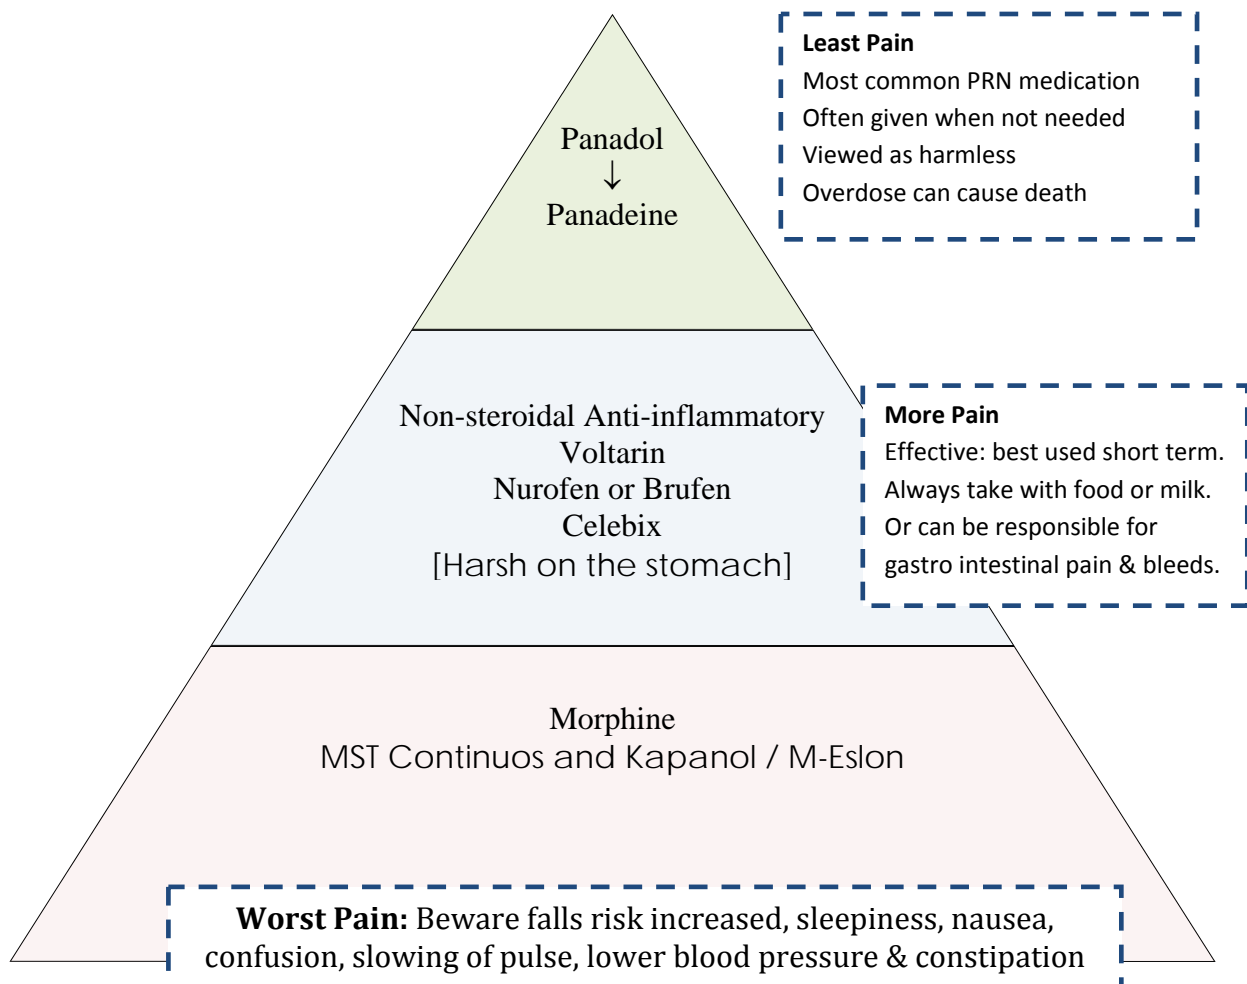 Least Pain
Most common PRN medication
Often given when not needed
Viewed as harmless
Overdose can cause death
Panadol
↓
Panadeine
Non-steroidal Anti-inflammatory
Voltarin
Nurofen or Brufen
Celebix
[Harsh on the stomach]
More Pain
Effective: best used short term.
Always take with food or milk.
Or can be responsible for
gastro intestinal pain & bleeds.
Morphine
MST Continuos and Kapanol / M-Eslon
Worst Pain: Beware falls risk increased, sleepiness, nausea,
confusion, slowing of pulse, lower blood pressure & constipation